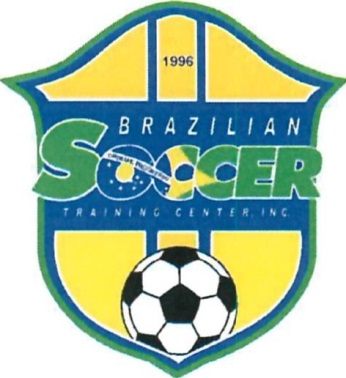 1996
BRAZILIAN
SOCCER
TRAINING CENTER, INC.